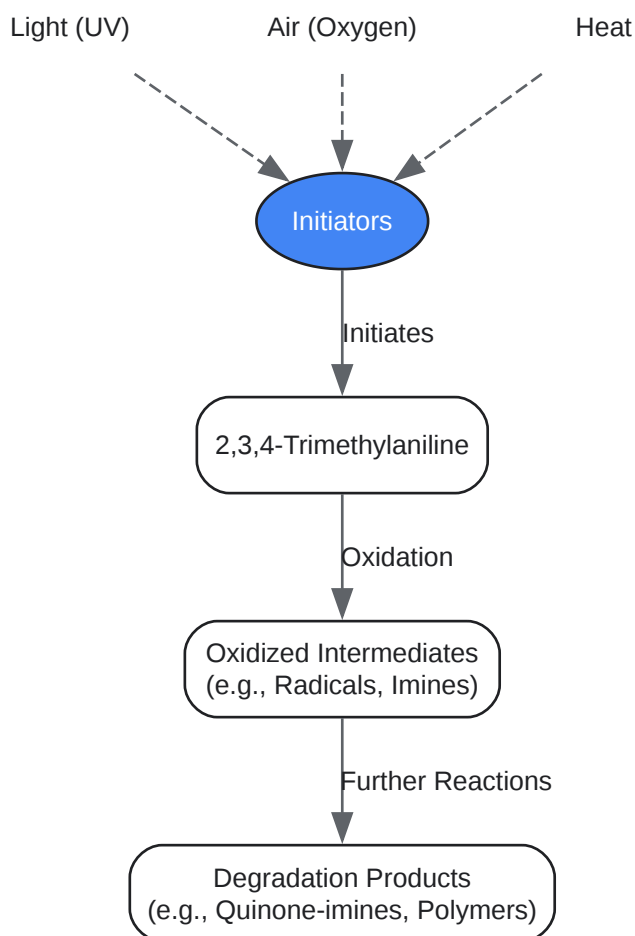 Light (UV)
Air (Oxygen)
Heat
Initiators
Initiates
2,3,4-Trimethylaniline
Oxidation
Oxidized Intermediates
(e.g., Radicals, Imines)
Further Reactions
Degradation Products
(e.g., Quinone-imines, Polymers)